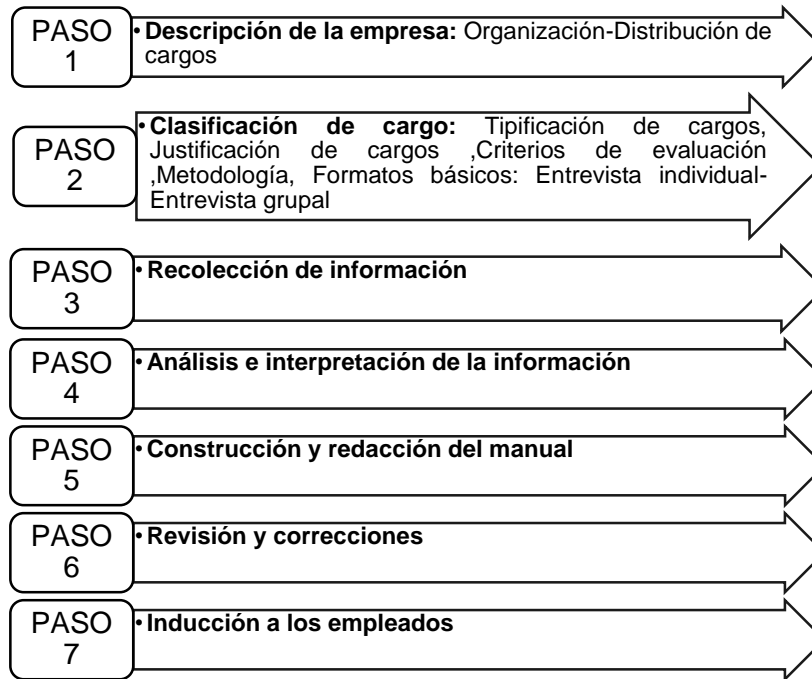 PASO
1
• Descripción de la empresa: Organización-Distribución de
cargos
PASO
2
• Clasificación de cargo: Tipificación de cargos,
Justificación de cargos ,Criterios de evaluación
,Metodología, Formatos básicos: Entrevista individual-
Entrevista grupal
PASO
3
• Recolección de información
PASO
4
• Análisis e interpretación de la información
PASO
5
• Construcción y redacción del manual
PASO
6
• Revisión y correcciones
PASO
7
• Inducción a los empleados